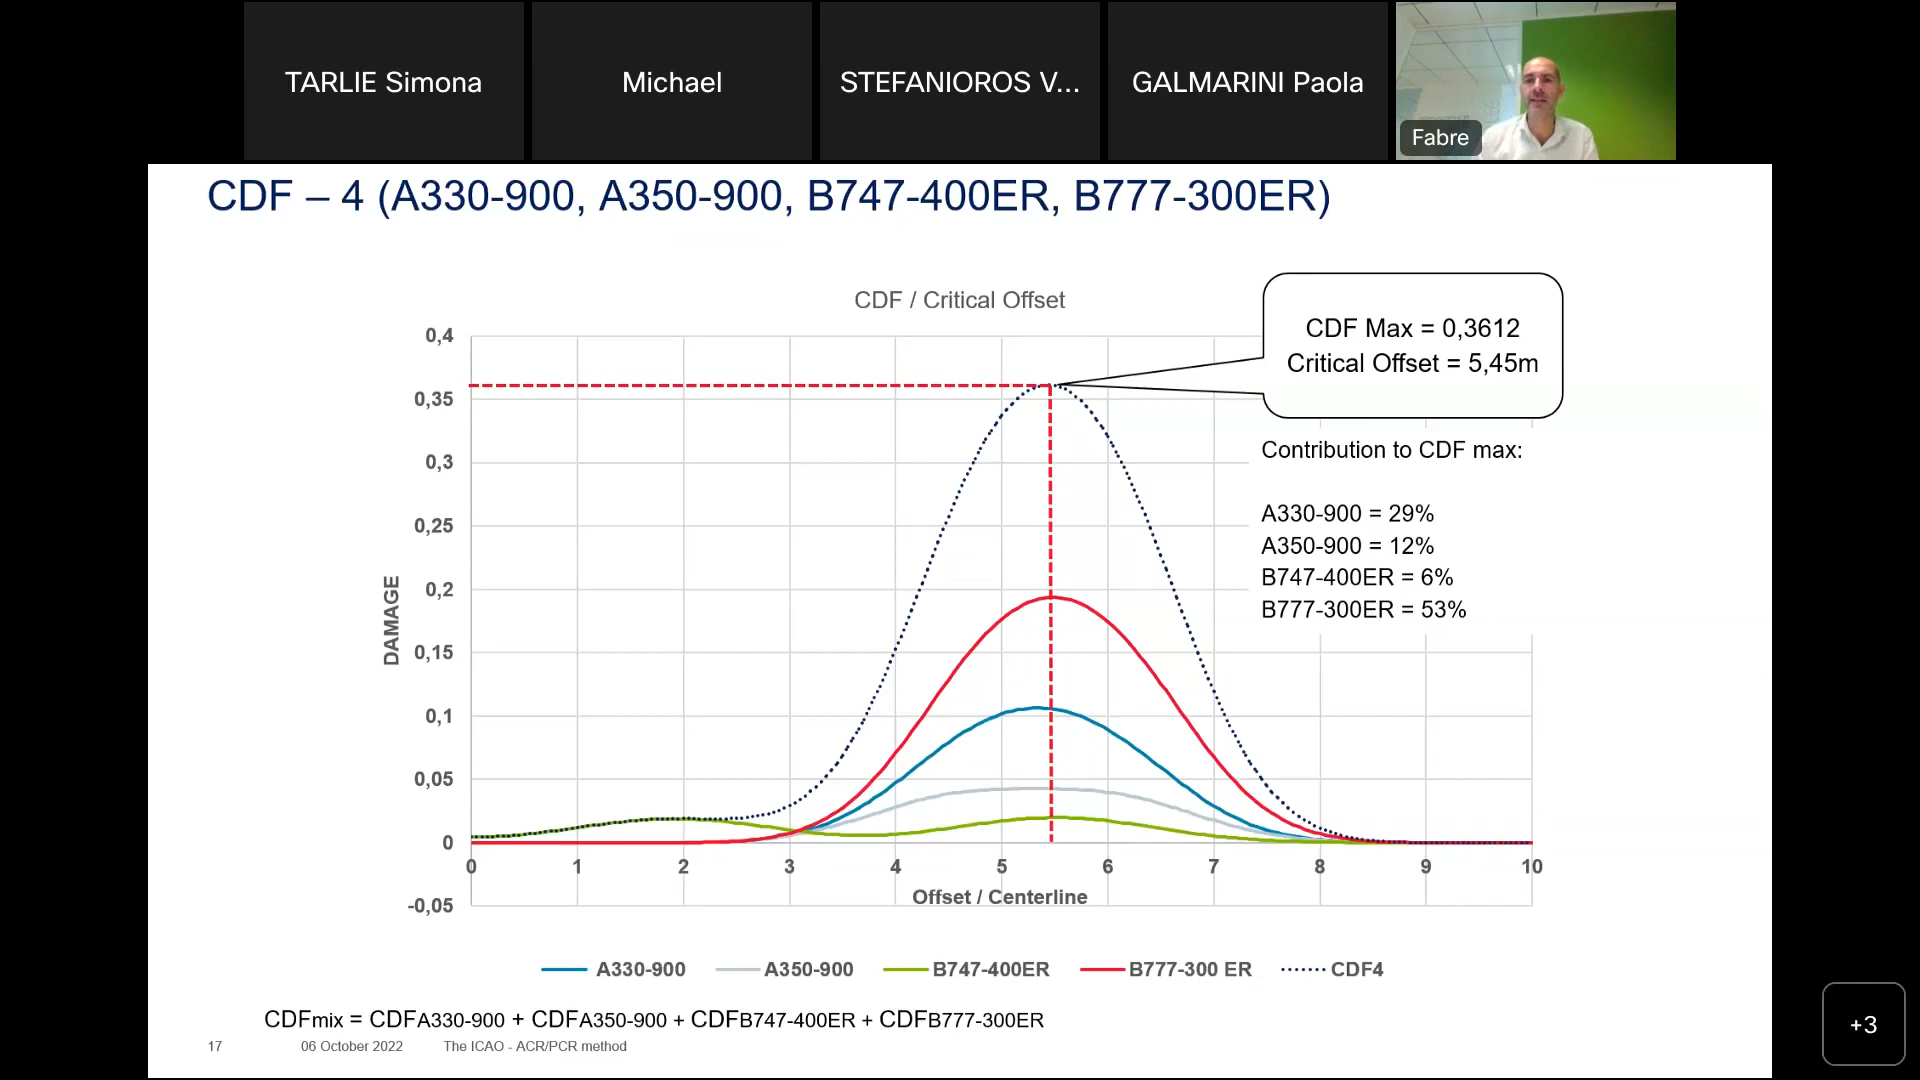 TARLIE Simona
Michael
STEFANIOROS V...
GALMARINI Paola
Fabre
CDF – 4 (A330-900, A350-900, B747-400ER, B777-300ER)
CDF / Critical Offset
CDF Max = 0,3612
Critical Offset = 5,45m
Contribution to CDF max:
A330-900 = 29%
A350-900 = 12%
B747-400ER = 6%
B777-300ER = 53%
DAMAGE
0,4
0,35
0,3
0,25
0,2
0,15
0,1
0,05
0
-0,05
0 1 2 3 4 5 6 7 8 9 10
Offset / Centerline
A330-900 A350-900 B747-400ER B777-300 ER CDF4
CDFmix = CDFA330-900 + CDFA350-900 + CDFB747-400ER + CDFB777-300ER
17 06 October 2022 The ICAO - ACR/PCR method
+3